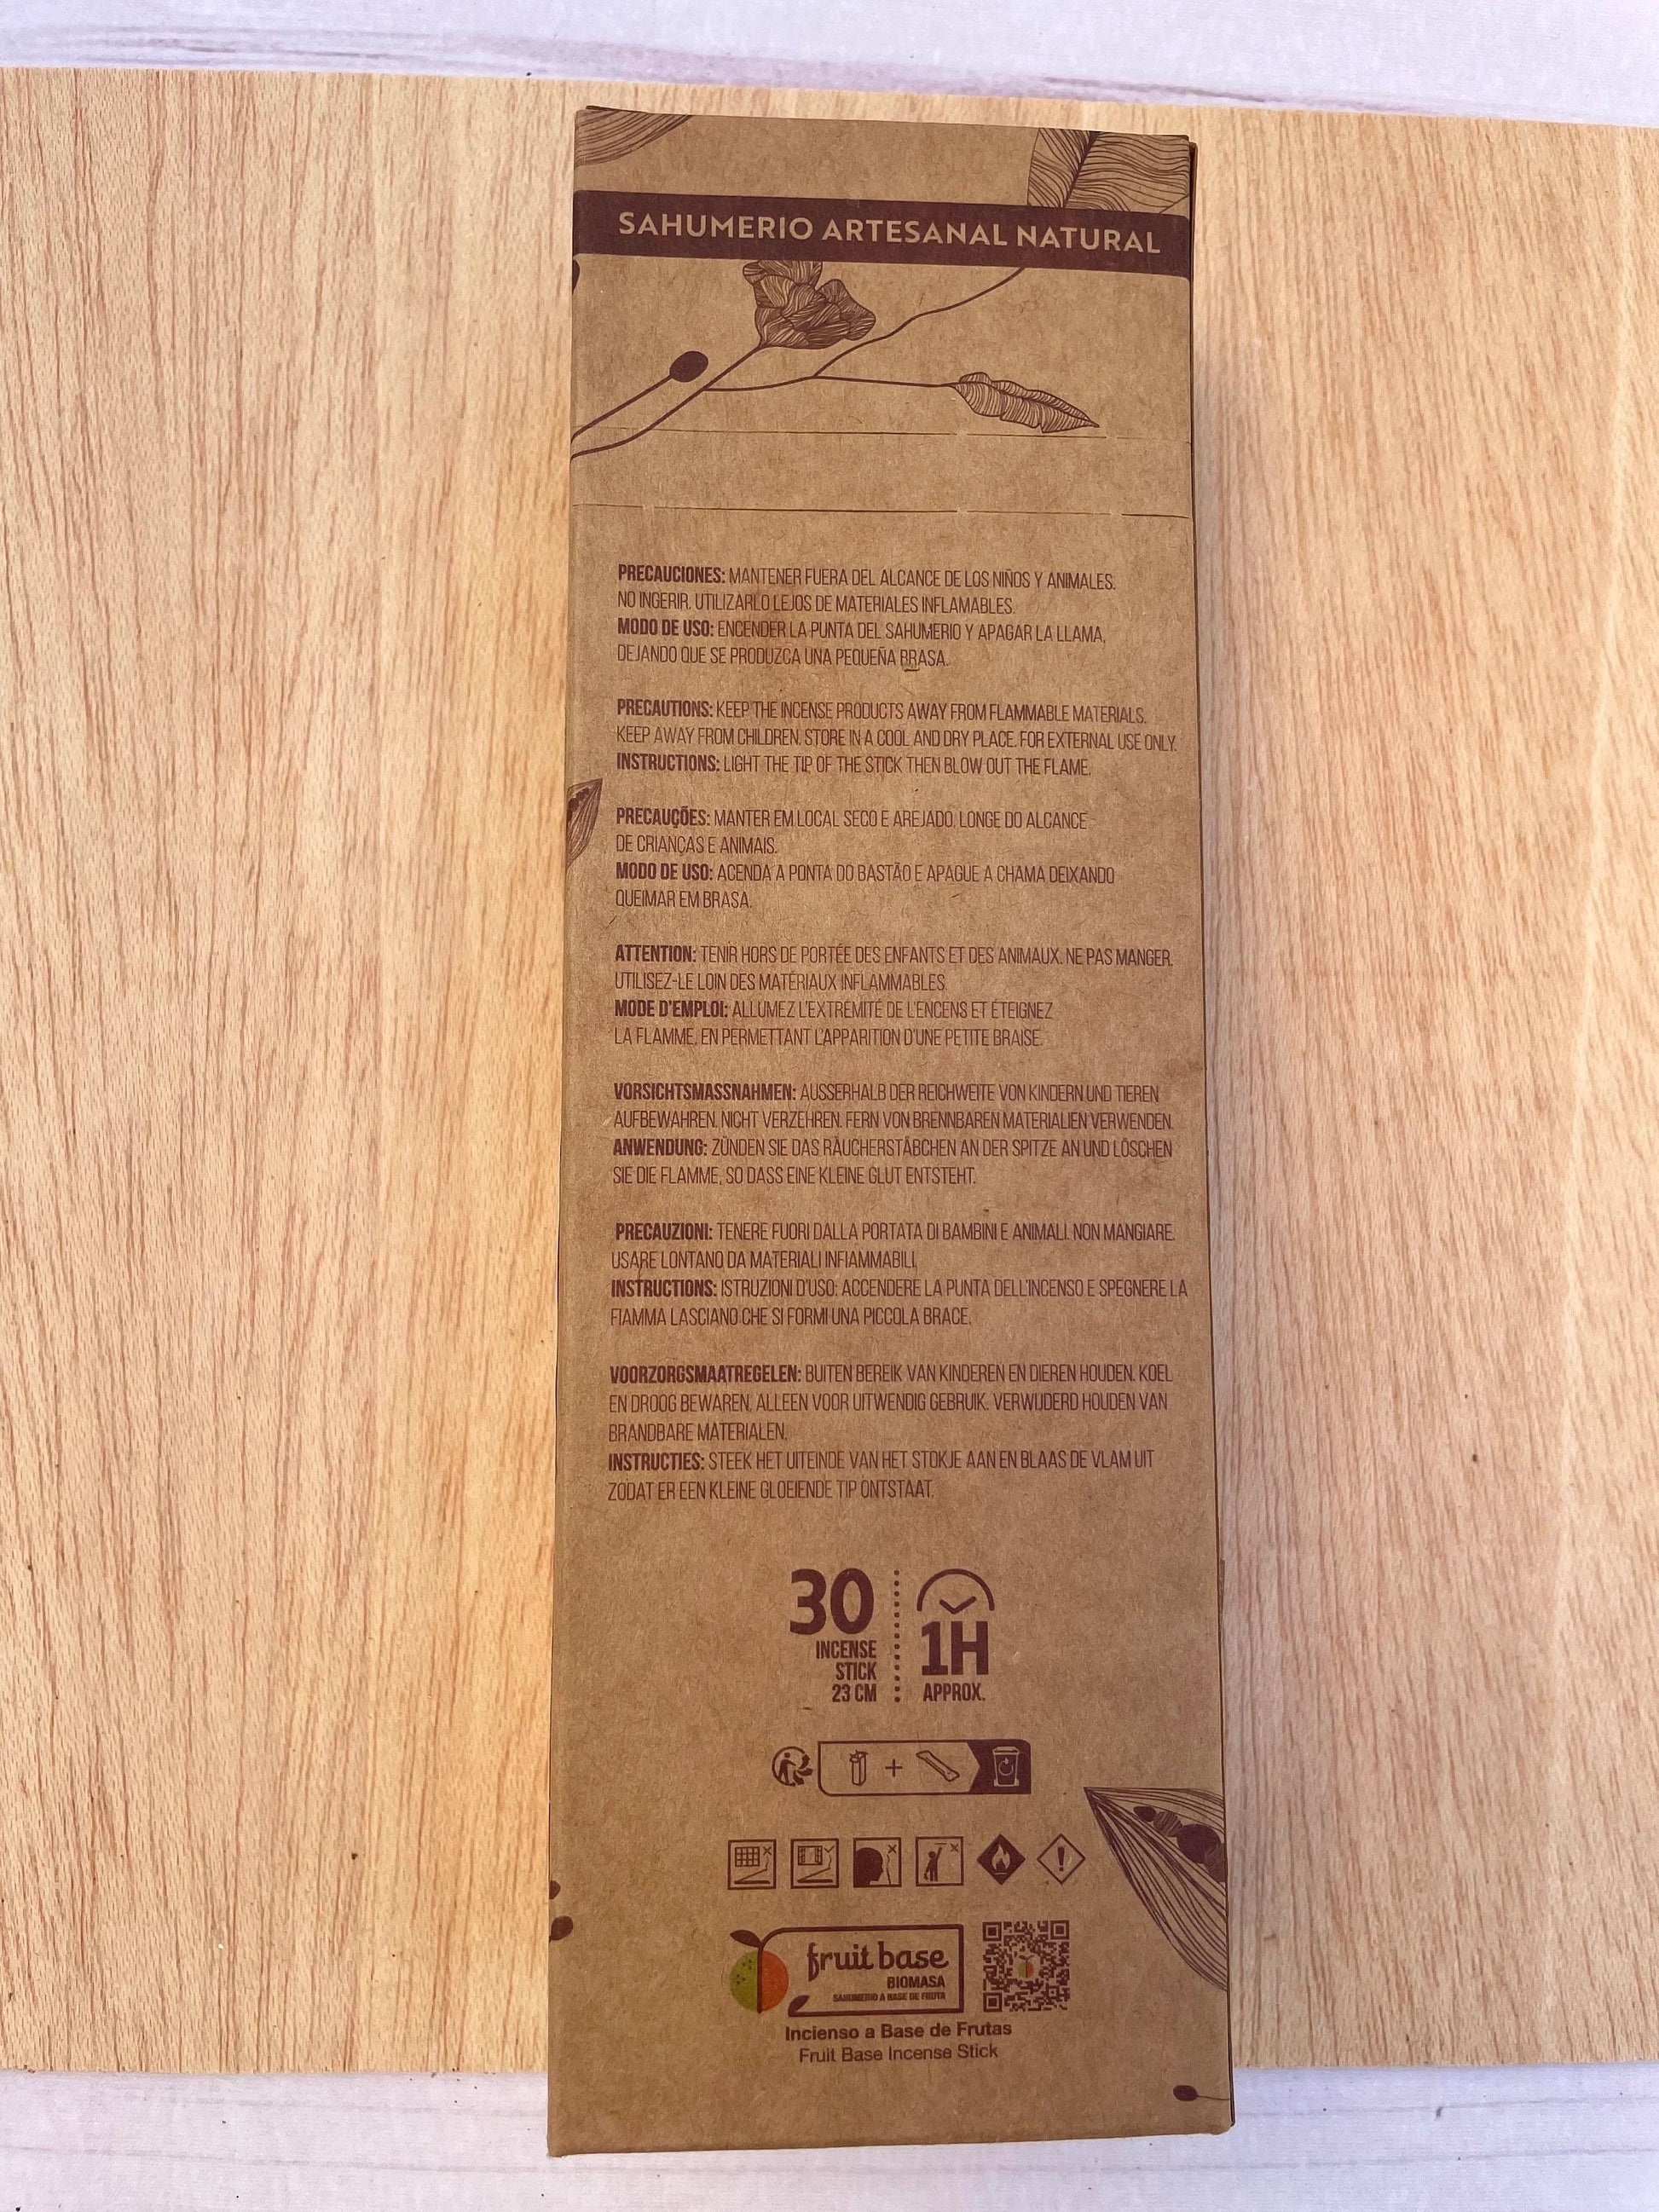 SAHUMERIO ARTESANAL NATURAL
PRECAUCIONES: MANTENER FUERA DEL ALCANCE DE LOS NIÑOS Y ANIMALES.
NO INGERIR. UTILIZARLO LEJOS DE MATERIALES INFLAMABLES.
MODO DE USO: ENCENDER LA PUNTA DEL SAHUMERIO Y APAGAR LA LLAMA,
DEJANDO QUE SE PRODUZCA UNA PEQUEÑA BRASA.
PRECAUTIONS: KEEP THE INCENSE PRODUCTS AWAY FROM FLAMMABLE MATERIALS.
KEEP AWAY FROM CHILDREN. STORE IN A COOL AND DRY PLACE. FOR EXTERNAL USE ONLY.
INSTRUCTIONS: LIGHT THE TIP OF THE STICK THEN BLOW OUT THE FLAME.
PRECAUÇÕES: MANTER EM LOCAL SECO E AREJADO. LONGE DO ALCANCE
DE CRIANÇAS E ANIMAIS.
MODO DE USO: ACENDA A PONTA DO BASTÃO E APAGUE A CHAMA DEIXANDO
QUEIMAR EM BRASA.
ATTENTION: TENIR HORS DE PORTÉE DES ENFANTS ET DES ANIMAUX. NE PAS MANGER.
UTILISEZ-LE LOIN DES MATÉRIAUX INFLAMMABLES.
MODE D'EMPLOI: ALLUMEZ L'EXTREMITÉ DE L'ENCENS ET ÉTEIGNEZ
LA FLAMME, EN PERMETTANT L'APPARITION D'UNE PETITE BRAISE.
VORSICHTSMASSNAHMEN: AUSSERHALB DER REICHWEITE VON KINDERN UND TIEREN
AUFBEWAHREN. NICHT VERZEHREN. FERN VON BRENNBAREN MATERIALIEN VERWENDEN.
ANWENDUNG: ZÜNDEN SIE DAS RÄUCHERSTÄBCHEN AN DER SPITZE AN UND LÖSCHEN
SIE DIE FLAMME, SO DASS EINE KLEINE GLUT ENTSTEHT.
PRECAUZIONI: TENERE FUORI DALLA PORTATA DI BAMBINI E ANIMALI. NON MANGIARE.
USARE LONTANO DA MATERIALI INFIAMMABILI.
INSTRUCTIONS: ISTRUZIONI D'USO: ACCENDERE LA PUNTA DELL'INCENSO E SPEGNERE LA
FIAMMA LASCIANO CHE SI FORMI UNA PICCOLA BRACE.
VOORZORGSMAATREGELEN: BUITEN BEREIK VAN KINDEREN EN DIEREN HOUDEN. KOEL
EN DROOG BEWAREN. ALLEEN VOOR UITWENDIG GEBRUIK. VERWIJDERD HOUDEN VAN
BRANDBARE MATERIALEN.
INSTRUCTIES: STEEK HET UITEINDE VAN HET STOKJE AAN EN BLAAS DE VLAM UIT
ZODAT ER EEN KLEINE GLOEIENDE TIP ONTSTAAT.
30
INCENSE
STICK
23 CM
1H
APPROX.
fruit base
BIOMASA
SAHUMERIO A BASE DE FRUTA
Incienso a Base de Frutas
Fruit Base Incense Stick